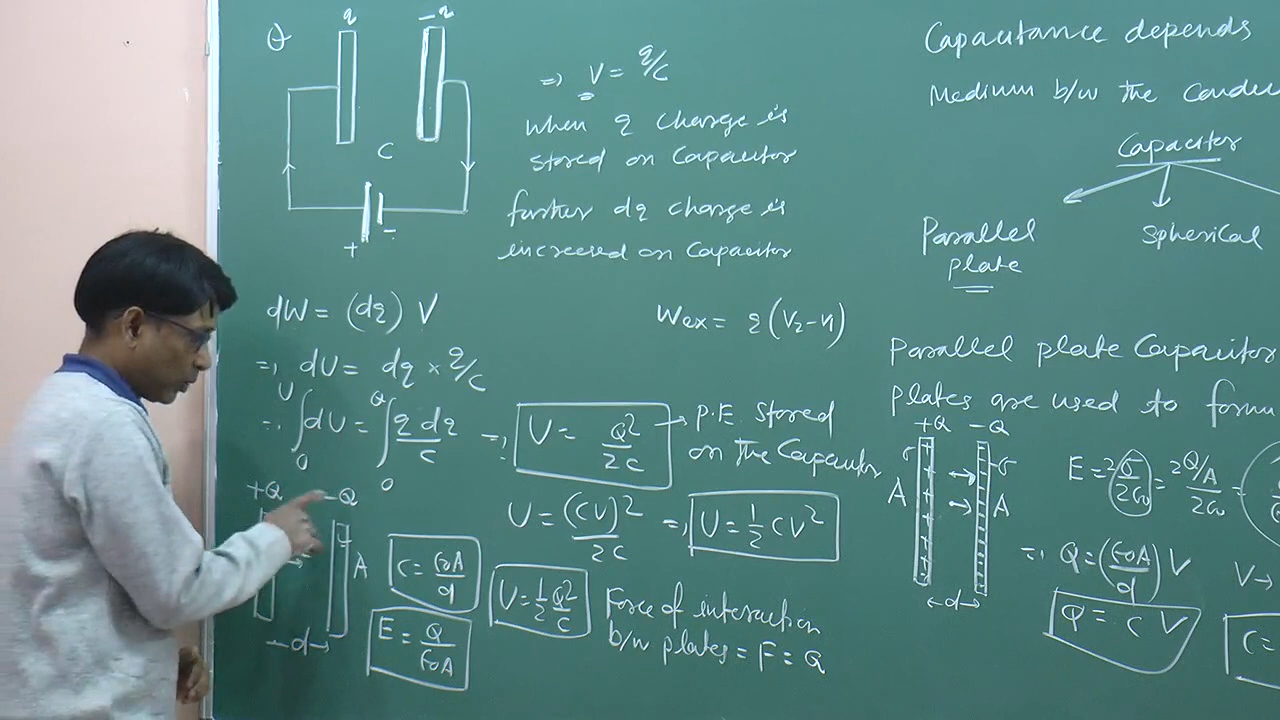 θ
q
-q
C
+ -
⇒ V = q/C
When q charge is
stored on Capacitor
further dq charge is
increased on Capacitor
dW = (dq) V
Wex = q(V2-V1)
⇒ dU = dq × q/C
⇒ ∫₀ᵁ dU = ∫₀^Q q dq / C ⇒ U = Q²/2C → P.E. Stored
on the Capacitor
U = (CV)²/2C ⇒ U = 1/2 CV²
+Q -Q
A
←d→
C = ε₀A/d
E = Q/ε₀A
U = 1/2 Q²/C
Force of interaction
b/w plates = F = Q
Capacitance depends
Medium b/w the Conduc
Capacitor
Parallel
plate
Spherical
Parallel plate Capacitor
plates are used to form
+Q -Q
σ -σ
A A
←d→
E = 2σ/2ε₀ = 2Q/A/2ε₀ =
⇒ Q = (ε₀A/d) V
V→
Q = C V
C =